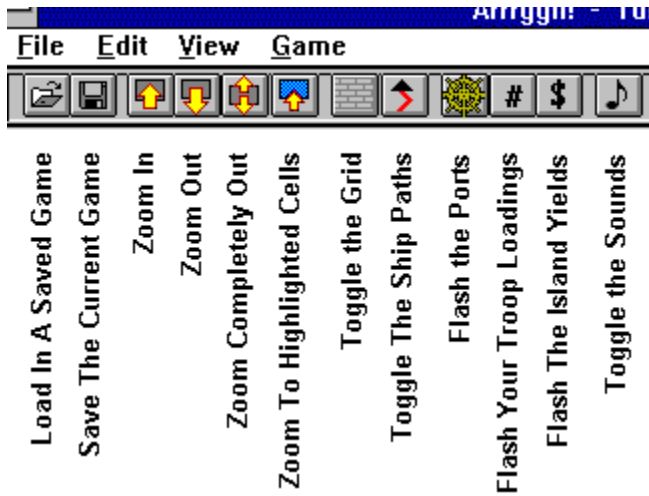 Arrrggh! - Tu
File Edit View Game
# $
Load In A Saved Game
Save The Current Game
Zoom In
Zoom Out
Zoom Completely Out
Zoom To Highlighted Cells
Toggle the Grid
Toggle The Ship Paths
Flash the Ports
Flash Your Troop Loadings
Flash The Island Yields
Toggle the Sounds